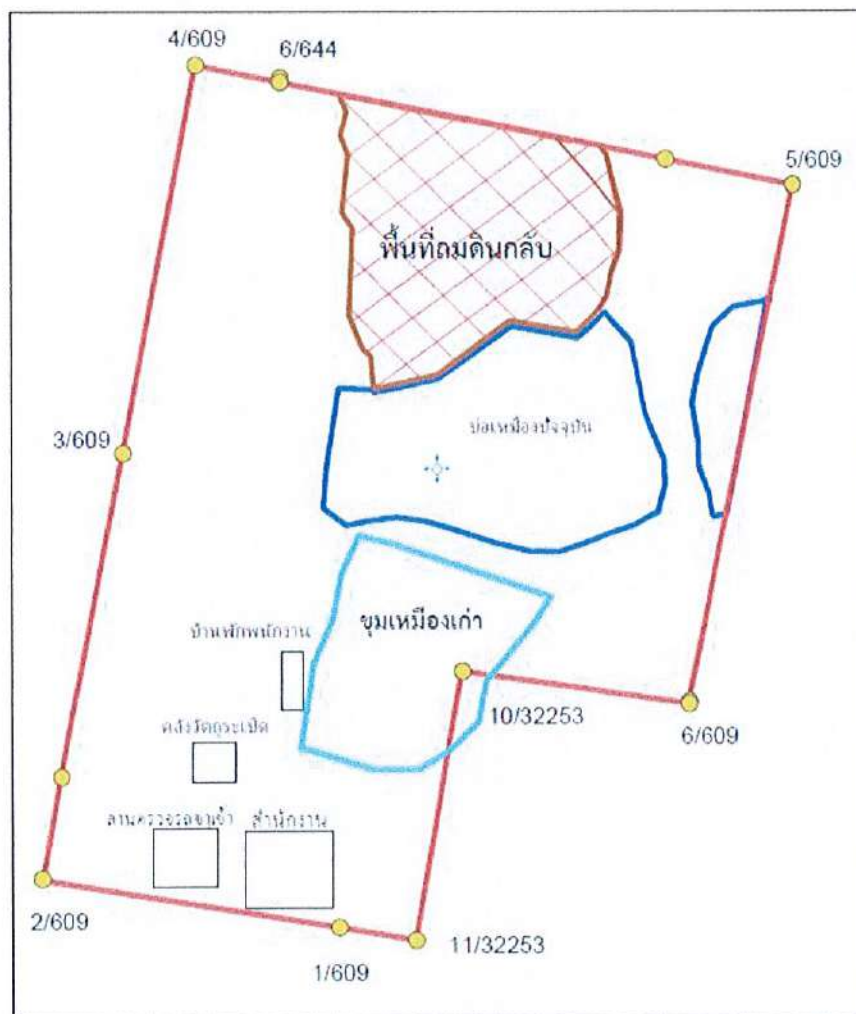 4/609
6/644
5/609
พื้นที่ถมดินกลับ
บ่อเหมืองปัจจุบัน
3/609
ขุมเหมืองเก่า
บ้านพักพนักงาน
10/32253
6/609
คลังวัตถุระเบิด
ลานตรวจรถขาเข้า
สำนักงาน
2/609
1/609
11/32253